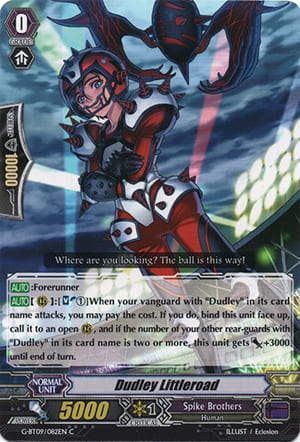 0
10000
Where are you looking? The ball is this way!
AUTO :Forerunner
AUTO [ ]:[ 1]When your vanguard with "Dudley" in its card
name attacks, you may pay the cost. If you do, bind this unit face up,
call it to an open , and if the number of your other rear-guards with
"Dudley" in its card name is two or more, this unit gets +3000
until end of turn.
NORMAL
UNIT
Dudley Littleroad
POWER
5000
1
CRITICAL
Spike Brothers
Human
G-BT09/082EN C
ILLUST / Eclosion